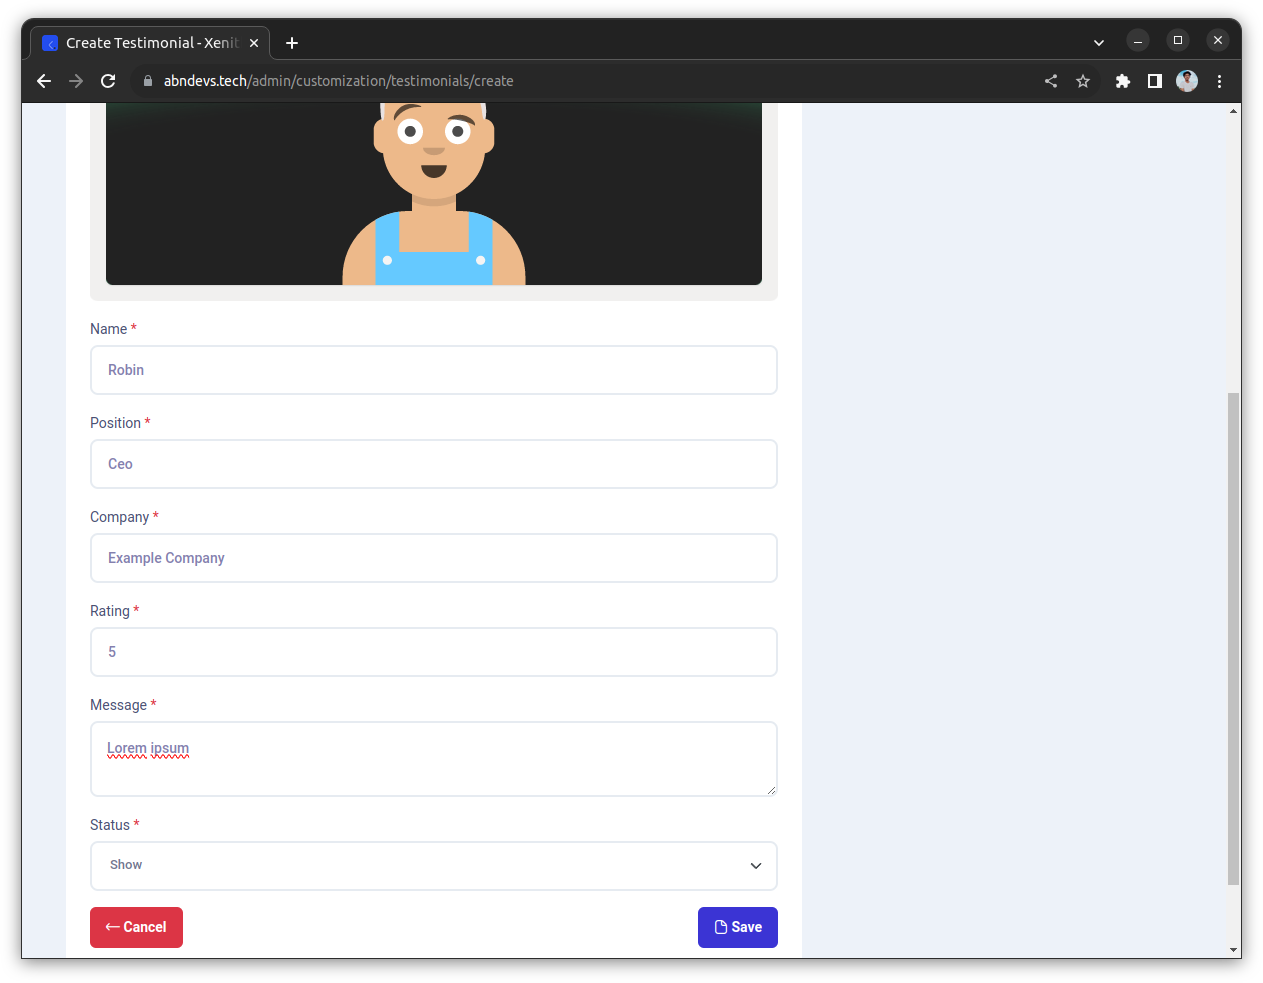 Create Testimonial - Xenit
abndevs.tech/admin/customization/testimonials/create
Name *
Robin
Position *
Ceo
Company *
Example Company
Rating *
5
Message *
Lorem ipsum
Status *
Show
Cancel
Save